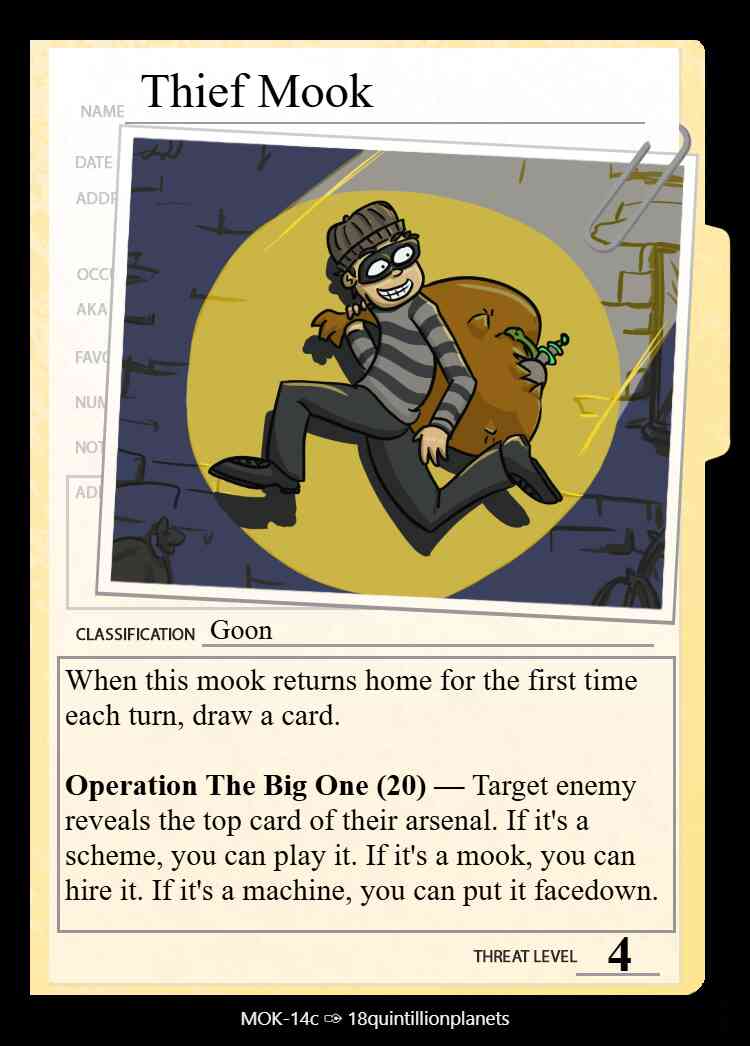 NAME Thief Mook
DATE
ADDR
OCCU
AKA
FAVO
NUM
NOT
ADD
CLASSIFICATION Goon
When this mook returns home for the first time
each turn, draw a card.
Operation The Big One (20) — Target enemy
reveals the top card of their arsenal. If it's a
scheme, you can play it. If it's a mook, you can
hire it. If it's a machine, you can put it facedown.
THREAT LEVEL 4
MOK-14c ✑ 18quintillionplanets